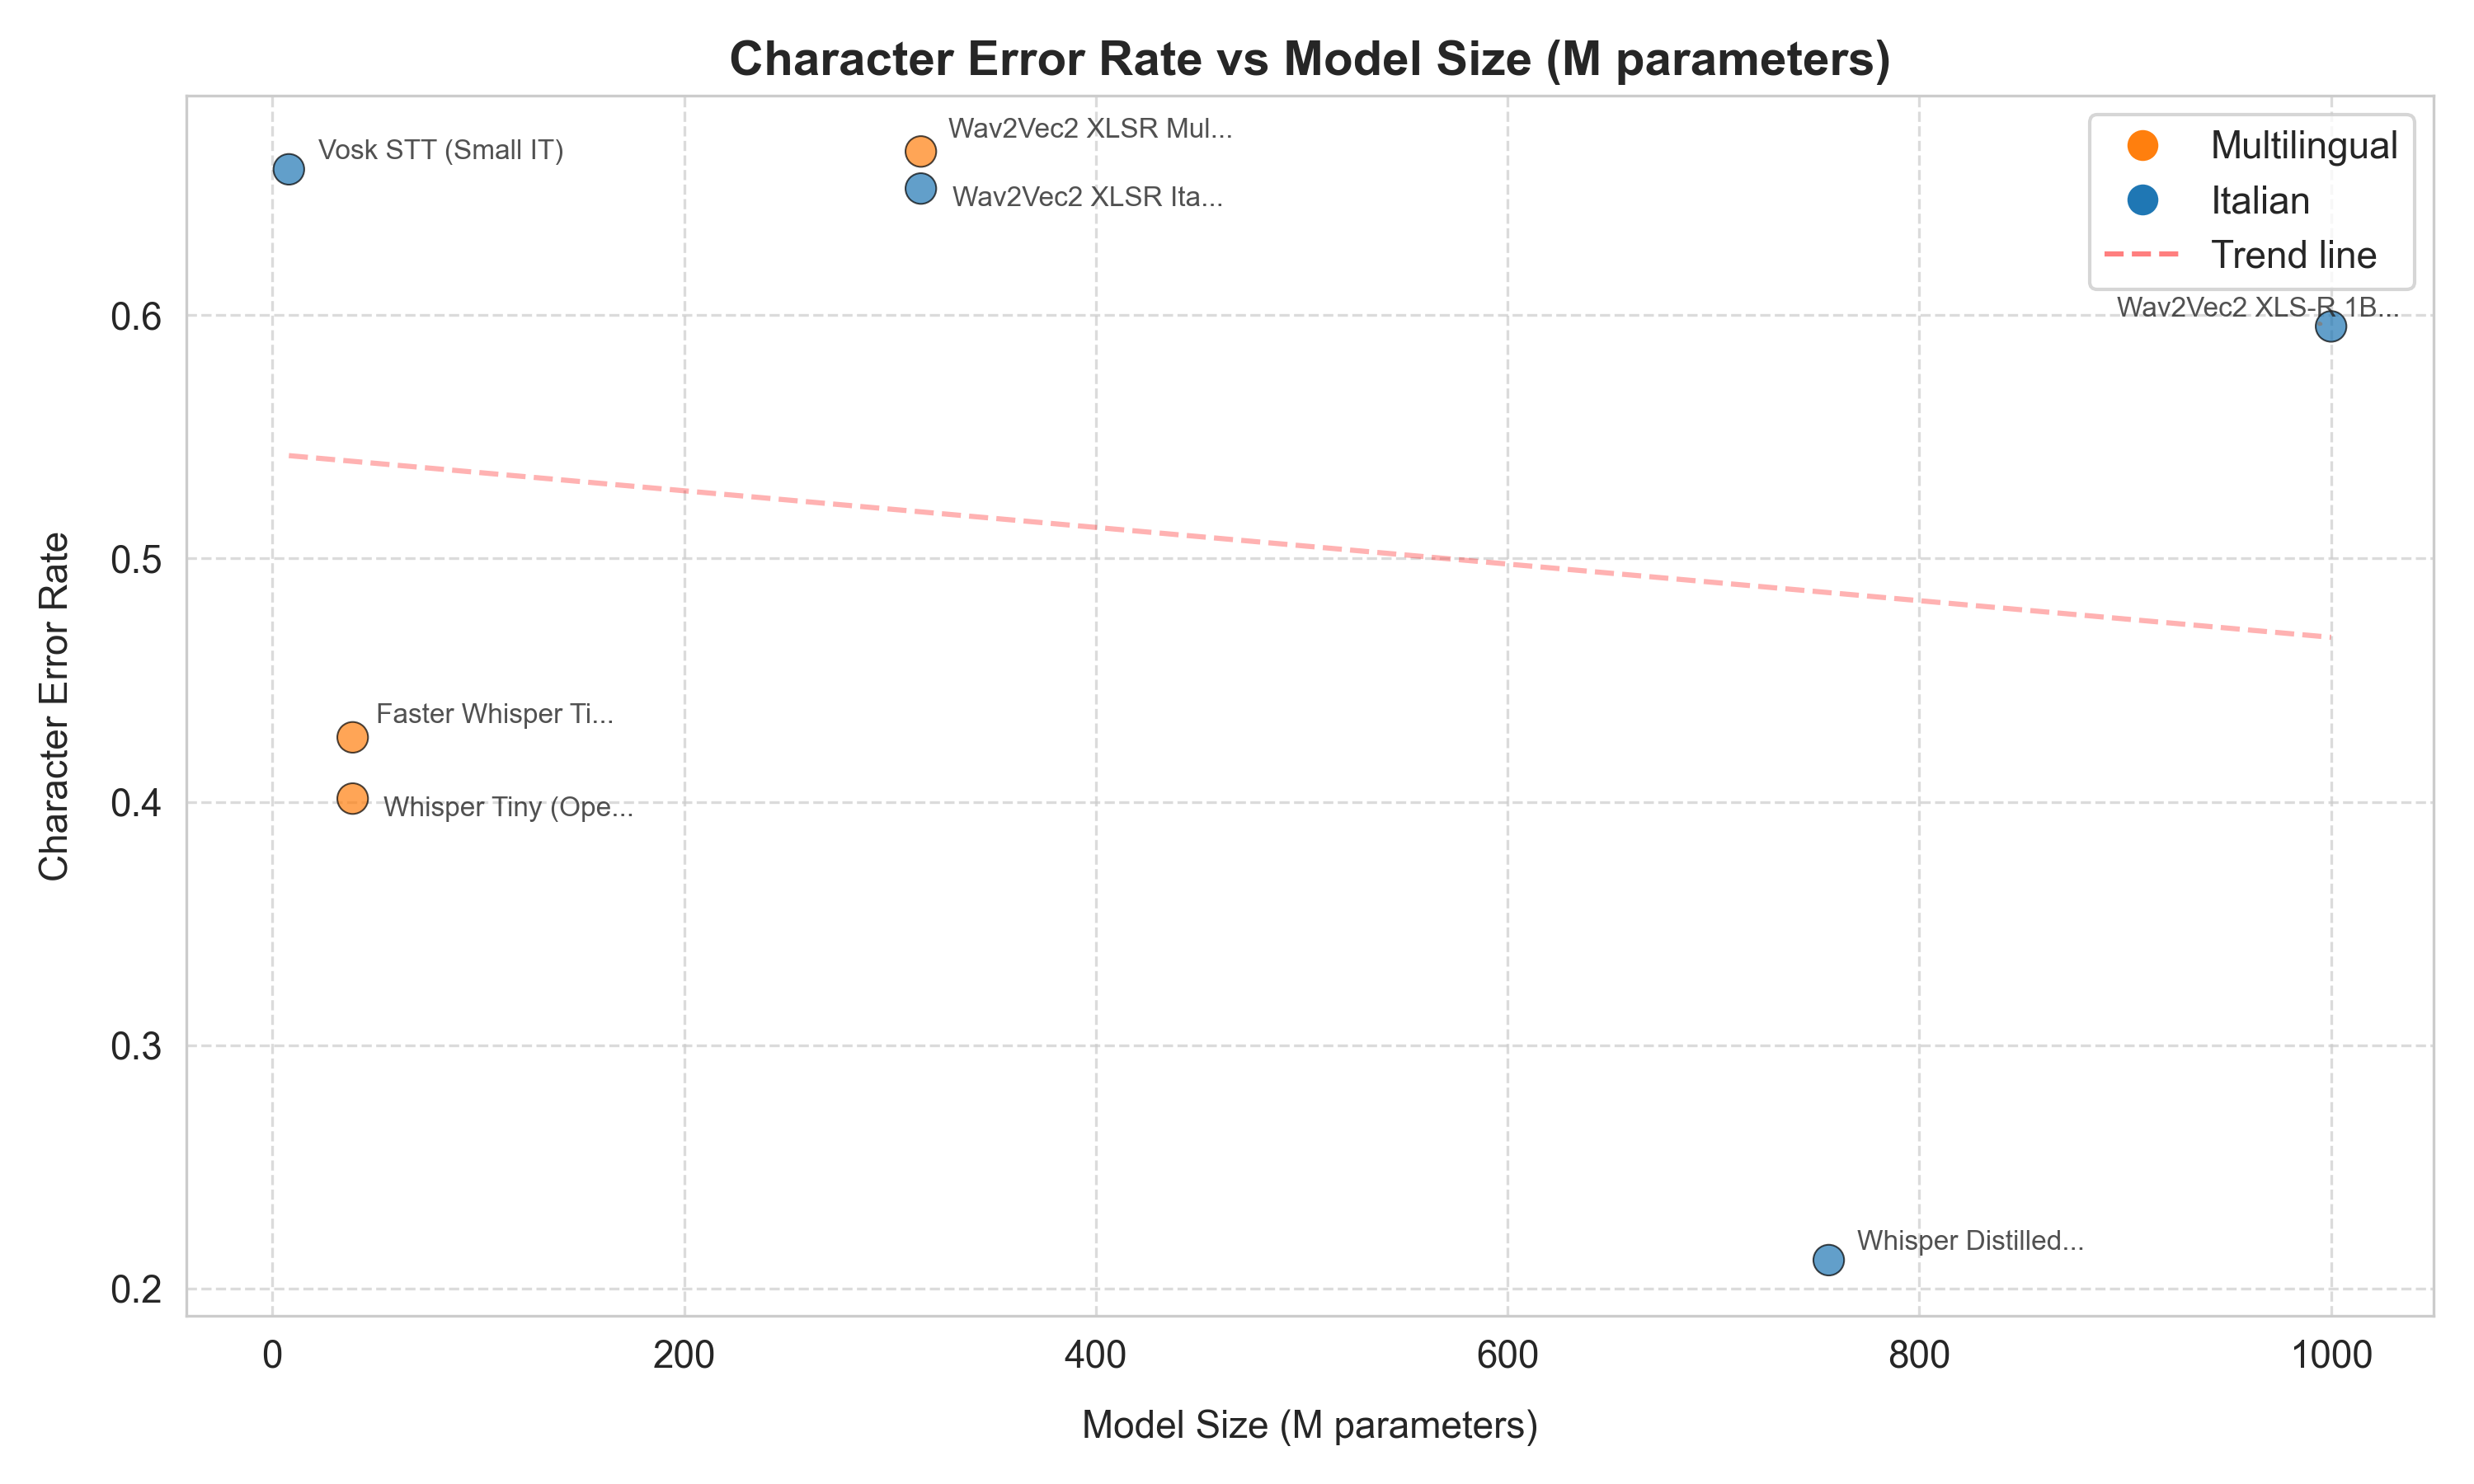 Character Error Rate vs Model Size (M parameters)
Vosk STT (Small IT)
Wav2Vec2 XLSR Mul...
Wav2Vec2 XLSR Ita...
Multilingual
Italian
Trend line
Wav2Vec2 XLS-R 1B...
Faster Whisper Ti...
Whisper Tiny (Ope...
Whisper Distilled...
Character Error Rate
0.6
0.5
0.4
0.3
0.2
0
200
400
600
800
1000
Model Size (M parameters)